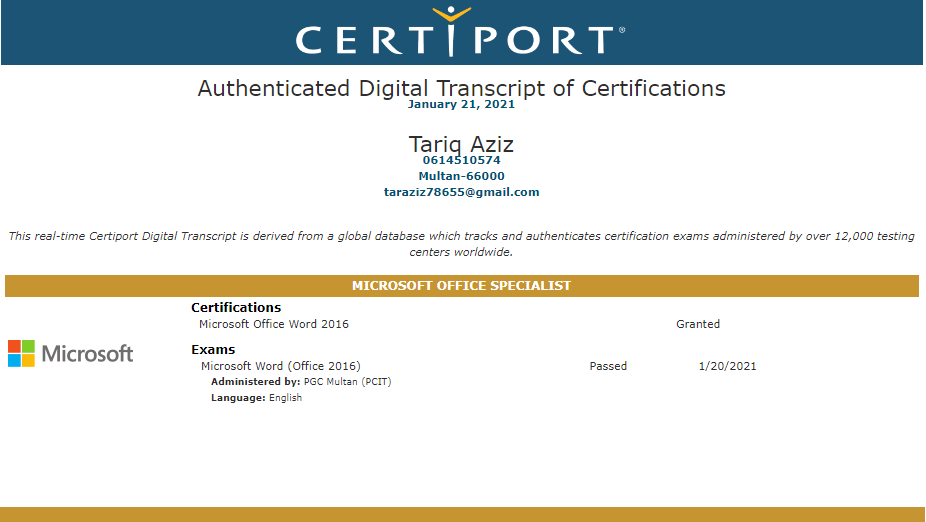 CERTIPORT®
Authenticated Digital Transcript of Certifications
January 21, 2021
Tariq Aziz
0614510574
Multan-66000
taraziz78655@gmail.com
This real-time Certiport Digital Transcript is derived from a global database which tracks and authenticates certification exams administered by over 12,000 testing
centers worldwide.
MICROSOFT OFFICE SPECIALIST
Microsoft
Certifications
Microsoft Office Word 2016 Granted
Exams
Microsoft Word (Office 2016) Passed 1/20/2021
Administered by: PGC Multan (PCIT)
Language: English